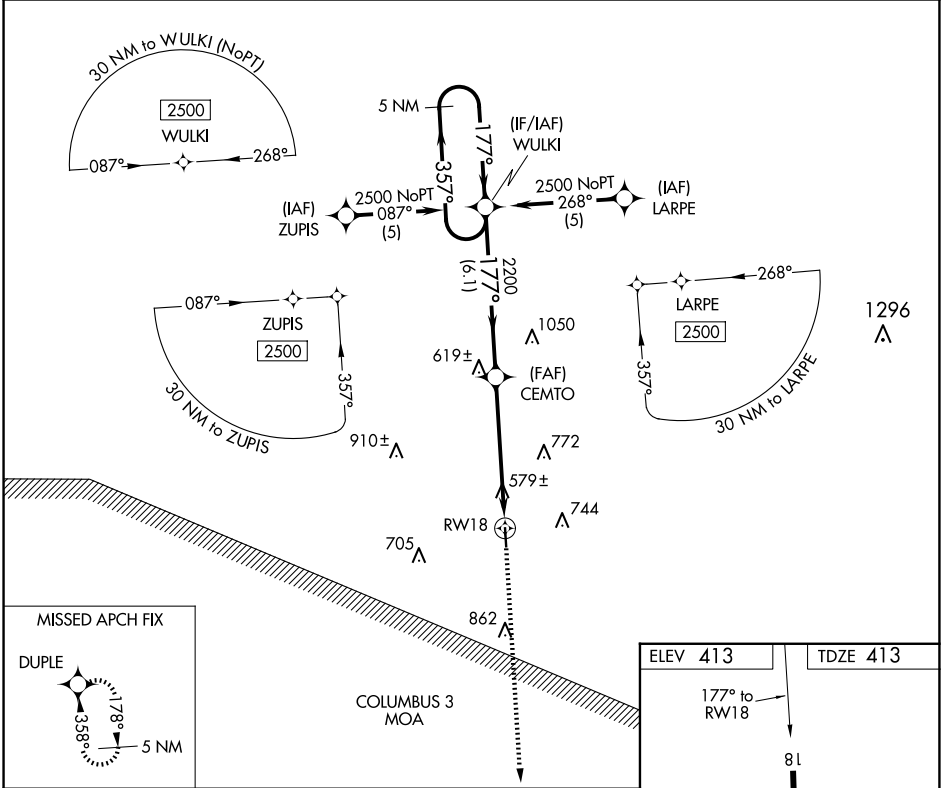 30 NM to WULKI (NoPT)
2500
WULKI
087°
268°
5 NM
177°
357°
(IF/IAF)
WULKI
(IAF)
ZUPIS
2500 NoPT
087°
(5)
2500 NoPT
268°
(5)
(IAF)
LARPE
2200
177°
(6.1)
087°
ZUPIS
2500
357°
30 NM to ZUPIS
268°
LARPE
2500
357°
30 NM to LARPE
1296
1050
619±
(FAF)
CEMTO
910±
772
579±
744
RW18
705
862
MISSED APCH FIX
DUPLE
178°
358°
5 NM
COLUMBUS 3
MOA
ELEV 413
TDZE 413
177° to
RW18
18